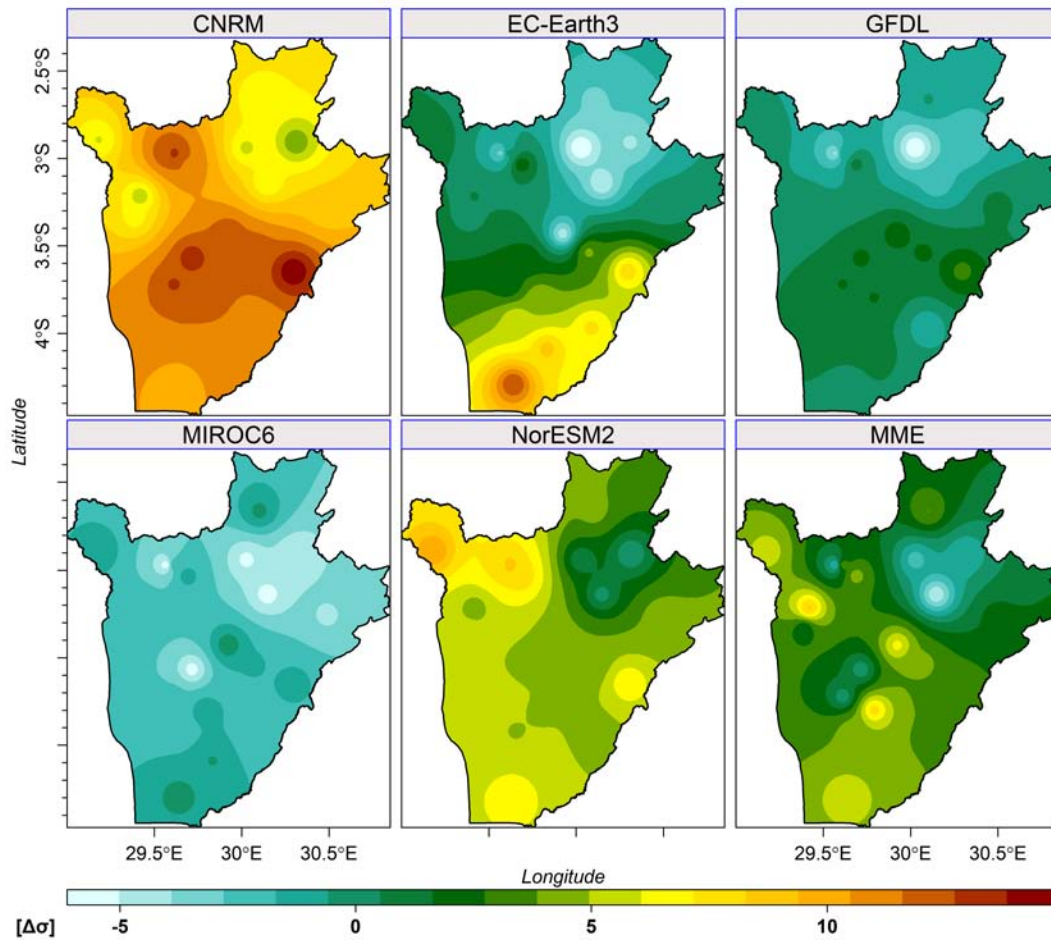 CNRM
EC-Earth3
GFDL
2.5°S
3°S
3.5°S
4°S
Latitude
MIROC6
NorESM2
MME
29.5°E 30°E 30.5°E
29.5°E 30°E 30.5°E
Longitude
[Δσ] -5 0 5 10